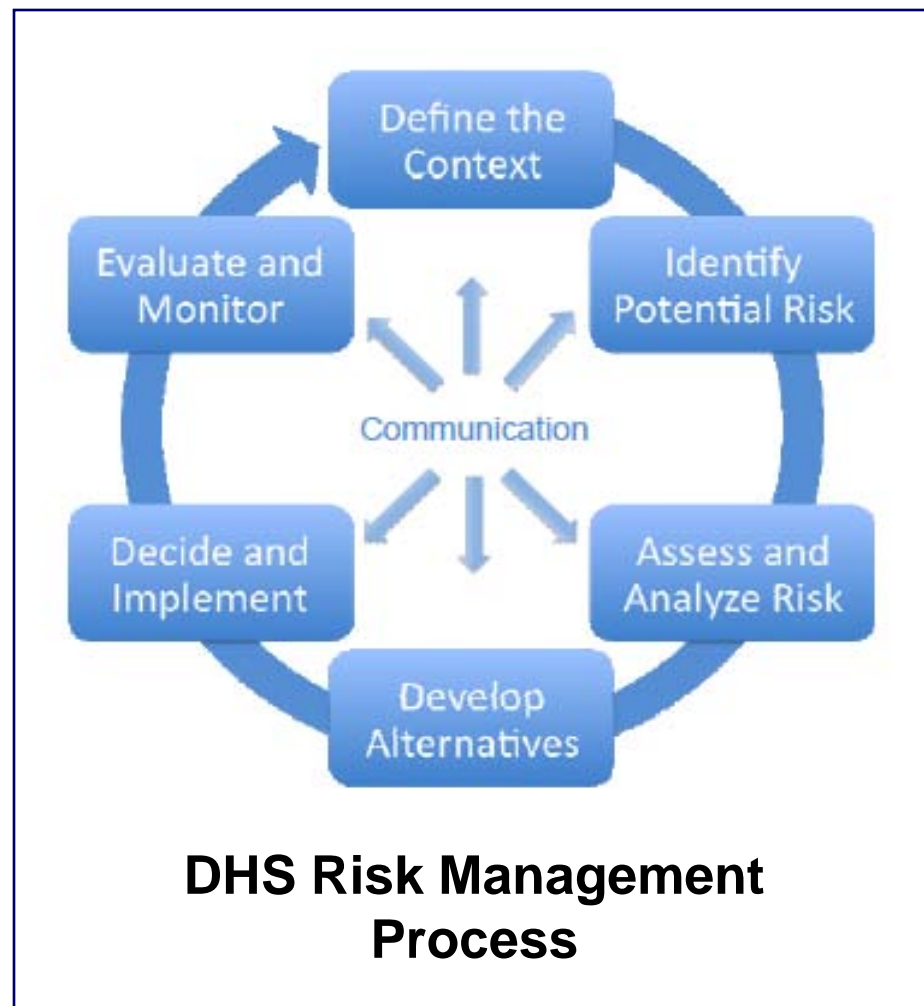 Define the
Context
Identify
Potential Risk
Assess and
Analyze Risk
Develop
Alternatives
Decide and
Implement
Evaluate and
Monitor
Communication
DHS Risk Management
Process